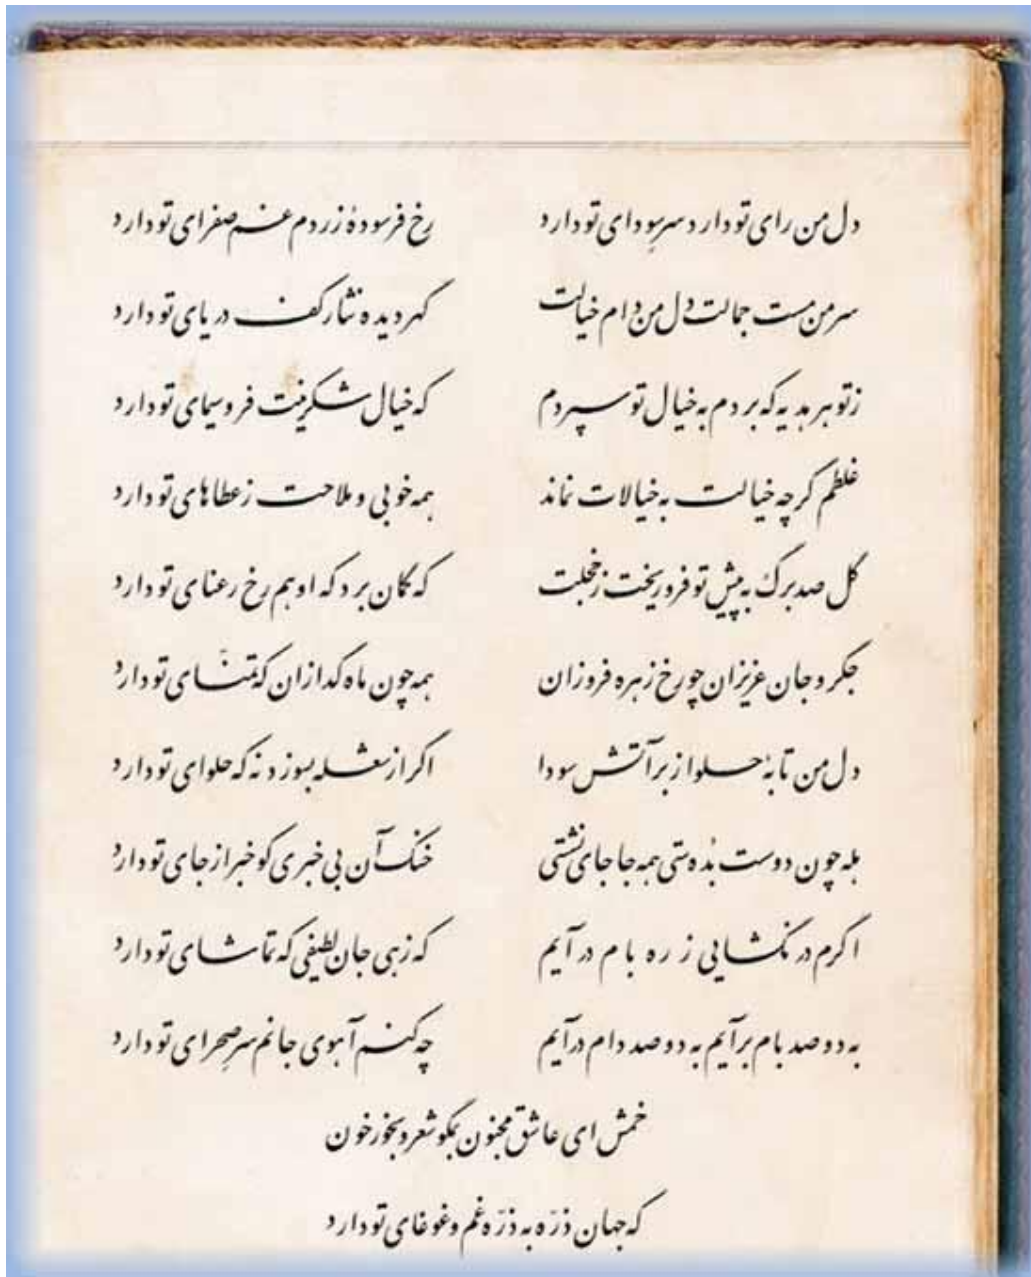 دل من رای تو دارد سر سودای تو دارد
رخ فرسودهٔ زردم غم صفرای تو دارد
سر من مست جمالت دل من دام خیالت
گهر دیده نثار کف دریای تو دارد
ز تو هر هدیه که بردم به خیال تو سپردم
که خیال شکرینت فر و سیمای تو دارد
غلطم گرچه خیالت به خیالات نماند
همه خوبی و ملاحت ز عطاهای تو دارد
گل صدبرگ به پیش تو فرو ریخت ز خجلت
که گمان برد که او هم رخ رعنای تو دارد
جگر و جان عزیزان چو رخ زهره فروزان
همه چون ماه گدازان که تمنّای تو دارد
دل من تابهٔ حلوا ز بر آتش سودا
اگر از شعله بسوزد نه که حلوای تو دارد
هله چون دوست بُدستی همه جا جای نشستی
خنک آن بی خبری کو خبر از جای تو دارد
اگرم در نگشایی ز ره بام درآیم
که زهی جان لطیفی که تماشای تو دارد
به دو صد بام برآیم به دو صد دام درآیم
چه کنم آهوی جانم سرِ صحرای تو دارد
خمش ای عاشق مجنون بگو شعر و بخور خون
که جهان ذرّه به ذرّه غم و غوغای تو دارد